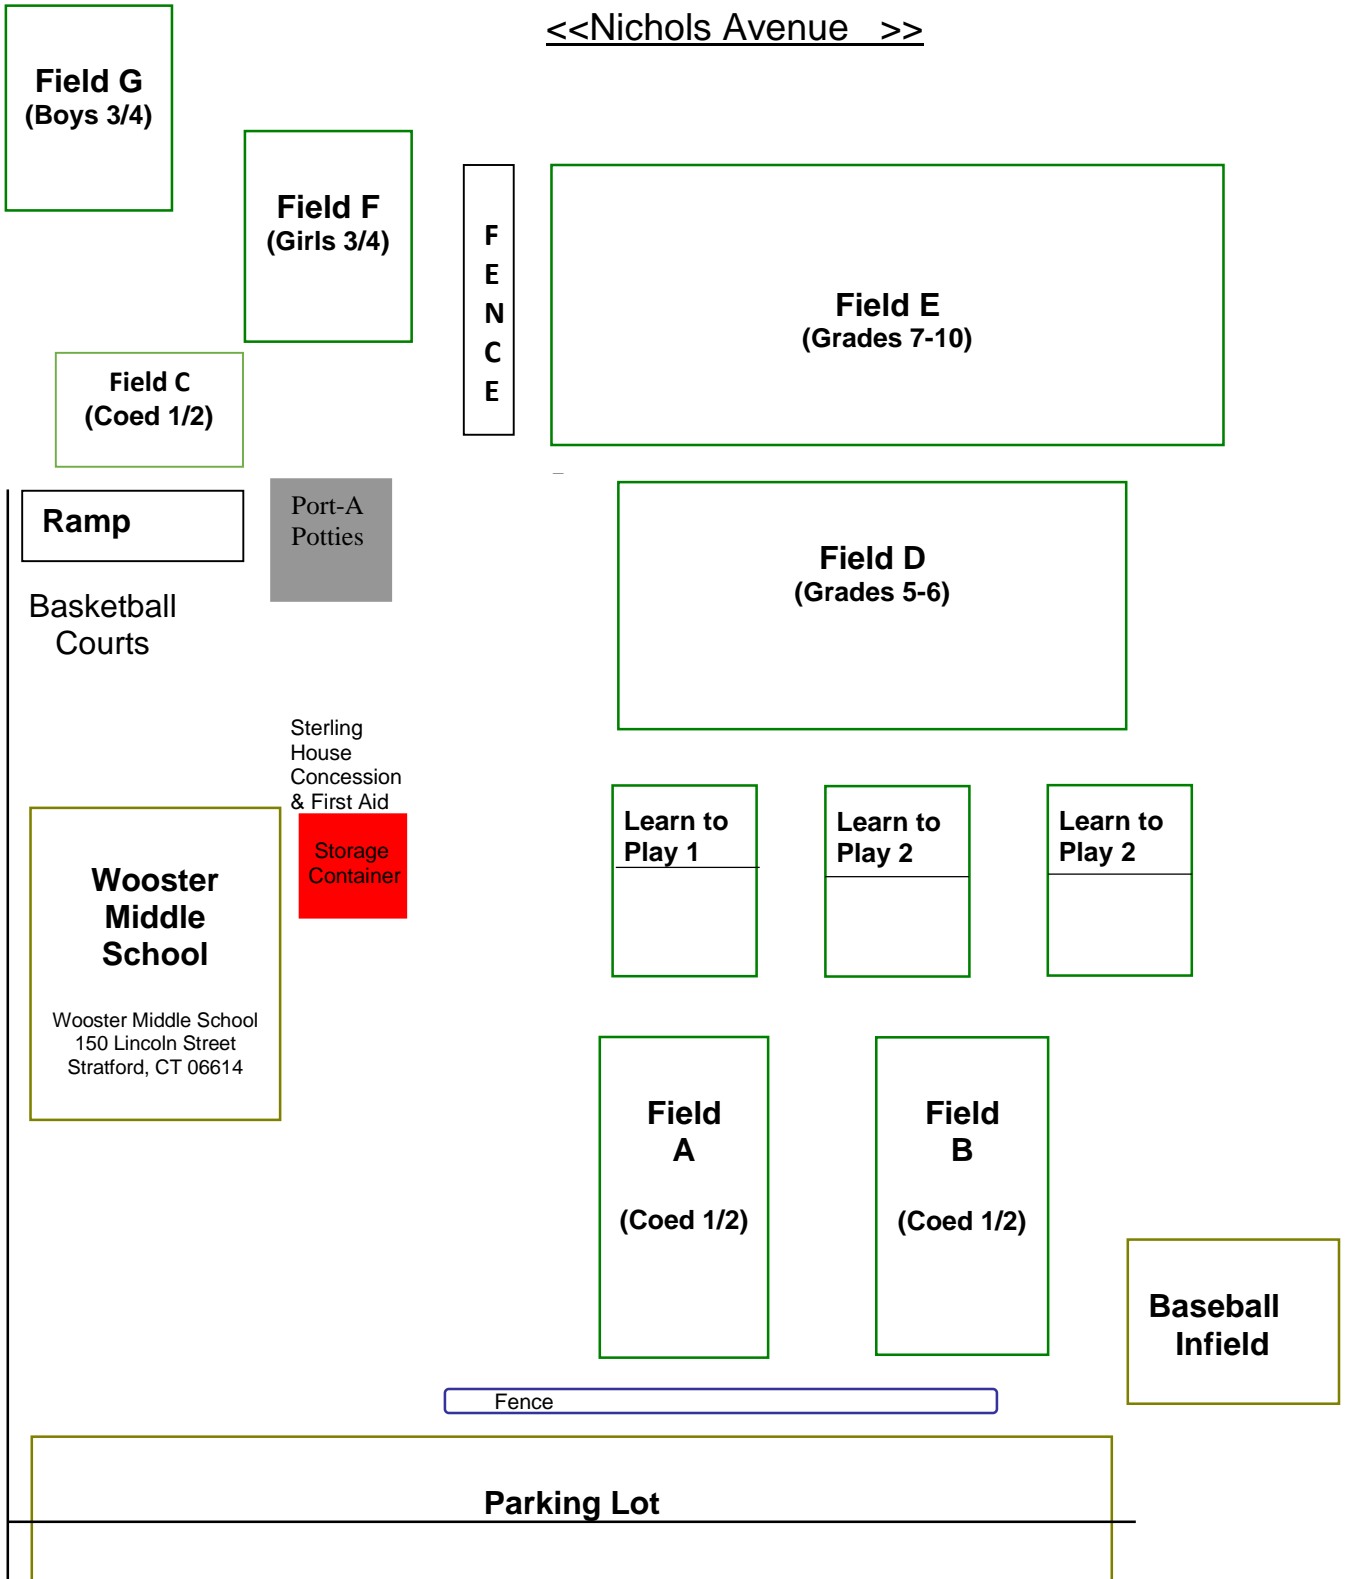 <<Nichols Avenue >>
Field G
(Boys 3/4)
Field F
(Girls 3/4)
F
E
N
C
E
Field E
(Grades 7-10)
Field C
(Coed 1/2)
Ramp
Port-A
Potties
Field D
(Grades 5-6)
Basketball
Courts
Sterling
House
Concession
& First Aid
Storage
Container
Learn to
Play 1
Learn to
Play 2
Learn to
Play 2
Wooster
Middle
School
Wooster Middle School
150 Lincoln Street
Stratford, CT 06614
Field
A
(Coed 1/2)
Field
B
(Coed 1/2)
Baseball
Infield
Fence
Parking Lot